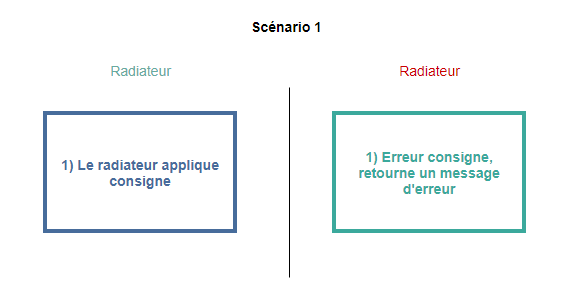 Scénario 1
Radiateur
Radiateur
1) Le radiateur applique
consigne
1) Erreur consigne,
retourne un message
d'erreur